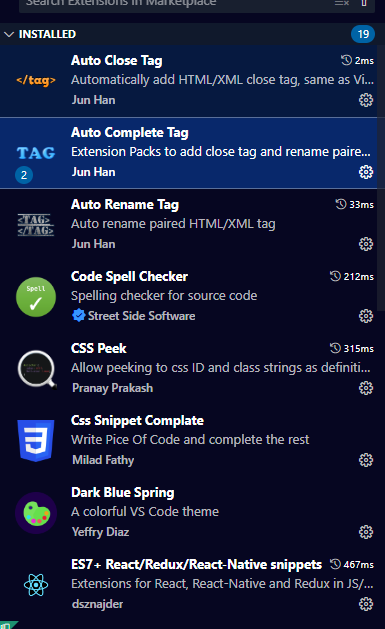 Search Extensions in Marketplace
INSTALLED 19
Auto Close Tag 2ms
</tag> Automatically add HTML/XML close tag, same as Vi...
Jun Han
Auto Complete Tag
TAG Extension Packs to add close tag and rename paire...
2 Jun Han
Auto Rename Tag 33ms
<TAG> </TAG> Auto rename paired HTML/XML tag
Jun Han
Code Spell Checker 212ms
Spell Spelling checker for source code
Street Side Software
CSS Peek 315ms
Allow peeking to css ID and class strings as definiti...
Pranay Prakash
Css Snippet Complate
3 Write Pice Of Code and complete the rest
Milad Fathy
Dark Blue Spring
A colorful VS Code theme
Yeffry Diaz
ES7+ React/Redux/React-Native snippets 467ms
Extensions for React, React-Native and Redux in JS/...
dsznajder